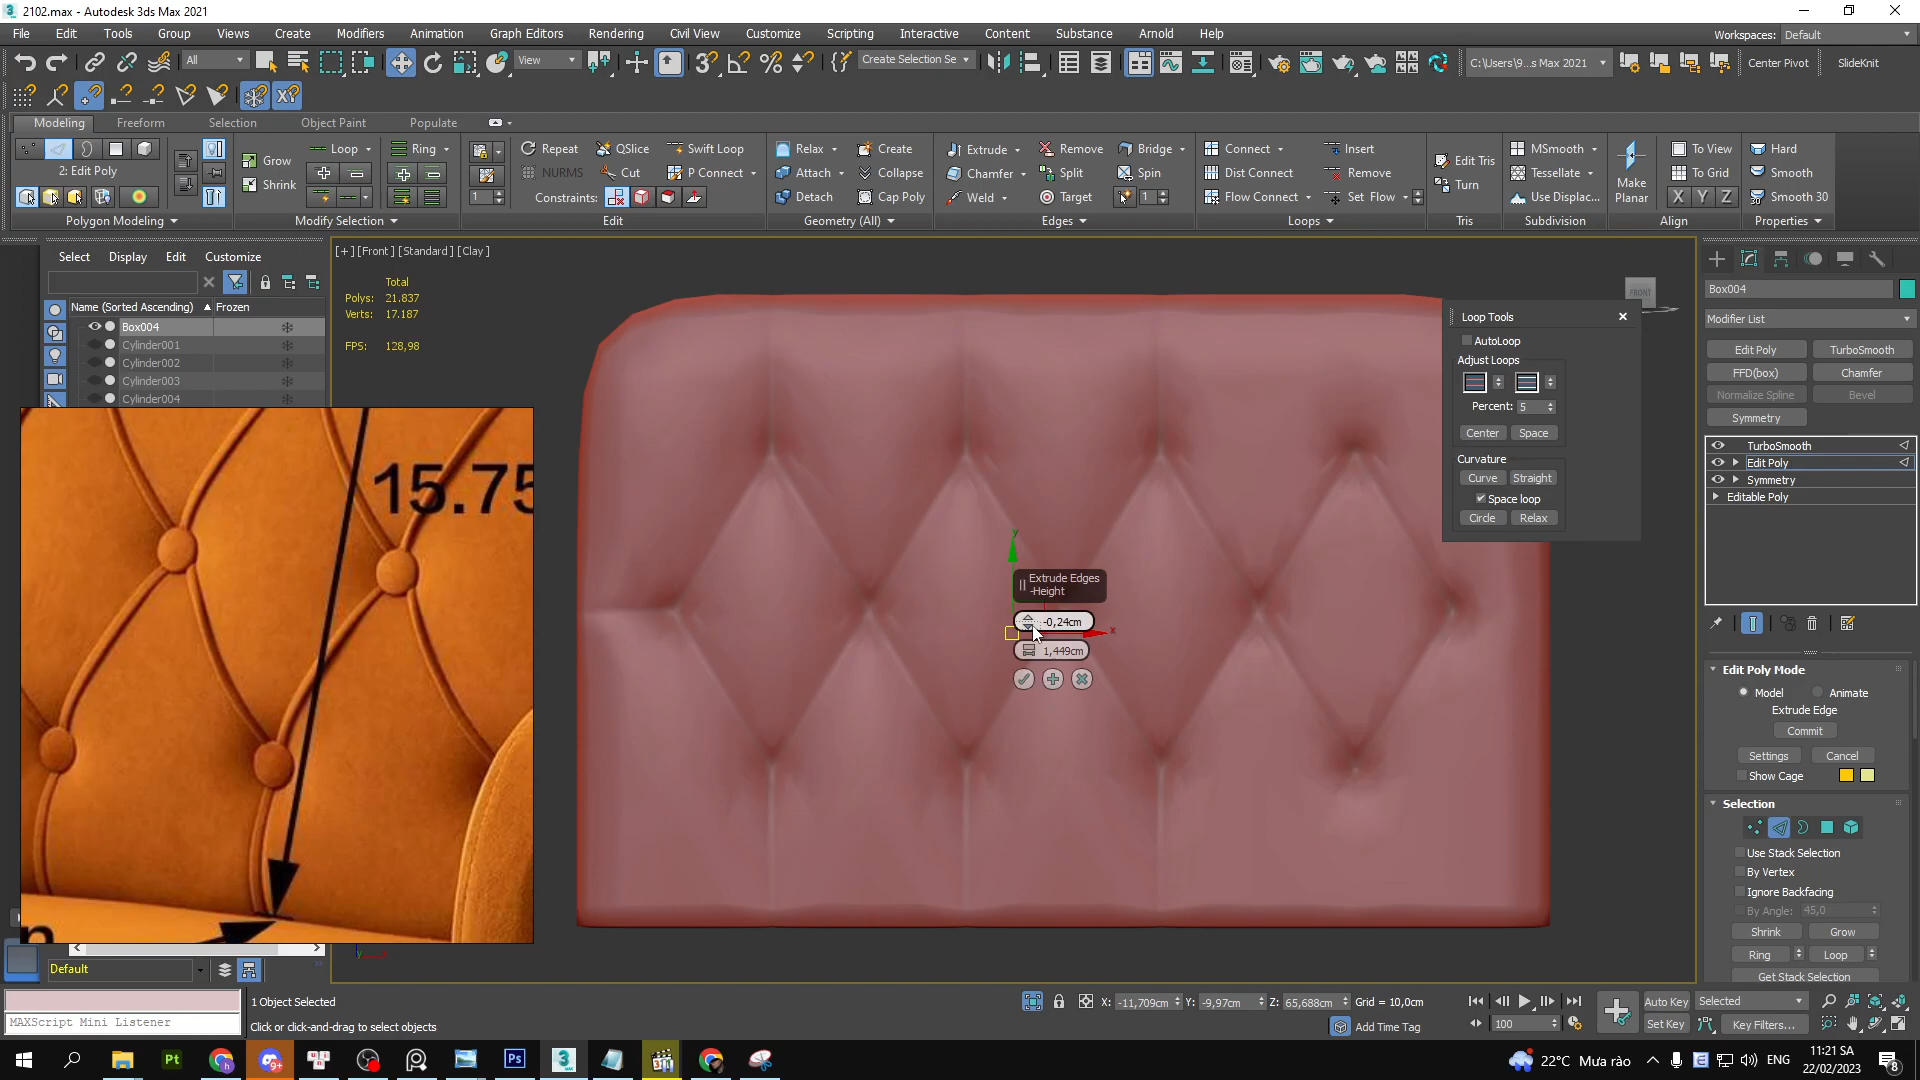 2102.max - Autodesk 3ds Max 2021
File Edit Tools Group Views Create Modifiers Animation Graph Editors Rendering Civil View Customize Scripting Interactive Content Substance Arnold Help
Workspaces: Default
All View Create Selection Se C:\Users\9...s Max 2021 Center Pivot SlideKnit
Modeling Freeform Selection Object Paint Populate
Loop Ring Repeat QSlice Swift Loop Relax Create Extrude Remove Bridge Connect Insert MSmooth To View Hard
2: Edit Poly Grow NURMS Cut P Connect Attach Collapse Chamfer Split Spin Dist Connect Remove Edit Tris Tessellate Make Planar To Grid Smooth
Shrink 1 Constraints: Detach Cap Poly Weld Target 1 Flow Connect Set Flow Turn Use Displac... X Y Z Smooth 30
Polygon Modeling Modify Selection Edit Geometry (All) Edges Loops Tris Subdivision Align Properties
Select Display Edit Customize
Name (Sorted Ascending) Frozen
Box004
Cylinder001
Cylinder002
Cylinder003
Cylinder004
15.75
Default
[+] [Front] [Standard] [Clay]
Total
Polys: 21.837
Verts: 17.187
FPS: 128,98
FRONT
Extrude Edges
-Height
-0,24cm
1,449cm
x
y
Loop Tools
AutoLoop
Adjust Loops
Percent: 5
Center Space
Curvature
Curve Straight
Space loop
Circle Relax
Box004
Modifier List
Edit Poly TurboSmooth
FFD(box) Chamfer
Normalize Spline Bevel
Symmetry
TurboSmooth
Edit Poly
Symmetry
Editable Poly
Edit Poly Mode
Model Animate
Extrude Edge
Commit
Settings Cancel
Show Cage
Selection
Use Stack Selection
By Vertex
Ignore Backfacing
By Angle: 45,0
Shrink Grow
Ring Loop
Get Stack Selection
MAXScript Mini Listener
1 Object Selected
Click or click-and-drag to select objects
X: -11,709cm Y: -9,97cm Z: 65,688cm Grid = 10,0cm
Add Time Tag
100
Auto Key Selected
Set Key Key Filters...
22°C Mưa rào ENG
11:21 SA
22/02/2023
8